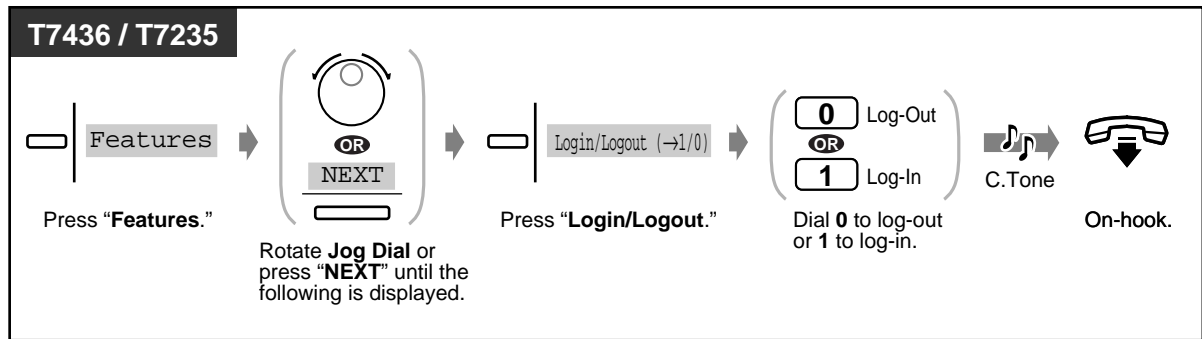 T7436 / T7235
Features
Press “Features.”
OR
NEXT
Rotate Jog Dial or
press “NEXT” until the
following is displayed.
Login/Logout (→1/0)
Press “Login/Logout.”
0 Log-Out
OR
1 Log-In
Dial 0 to log-out
or 1 to log-in.
C.Tone
On-hook.